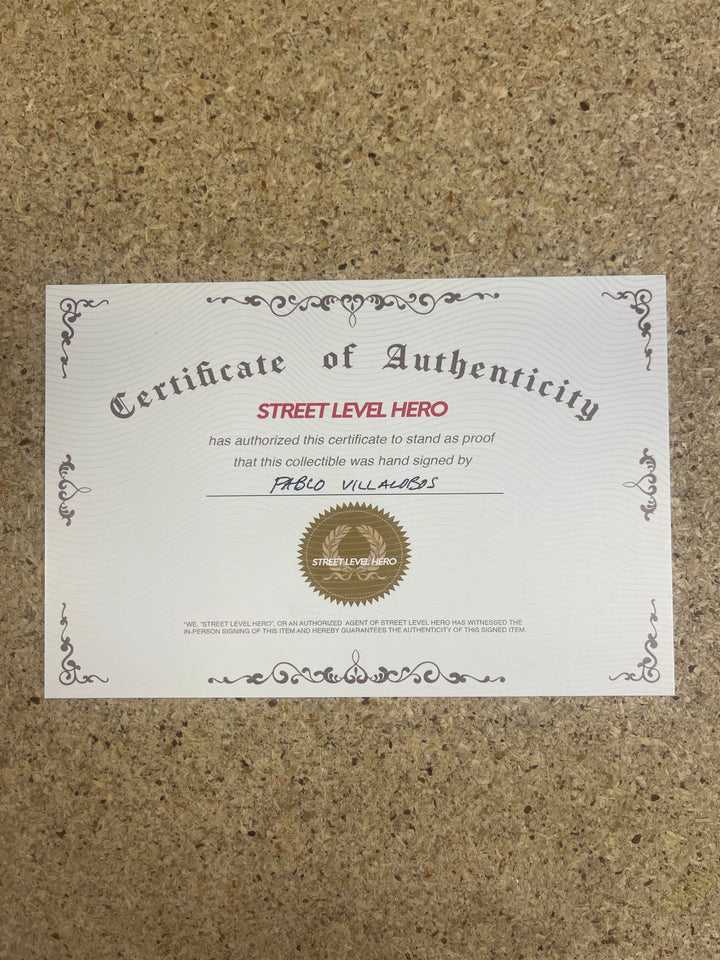 Certificate of Authenticity
STREET LEVEL HERO
has authorized this certificate to stand as proof
that this collectible was hand signed by
PABLO VILLALOBOS
STREET LEVEL HERO
"WE, "STREET LEVEL HERO", OR AN AUTHORIZED AGENT OF STREET LEVEL HERO HAS WITNESSED THE
IN-PERSON SIGNING OF THIS ITEM AND HEREBY GUARANTEES THE AUTHENTICITY OF THIS SIGNED ITEM.